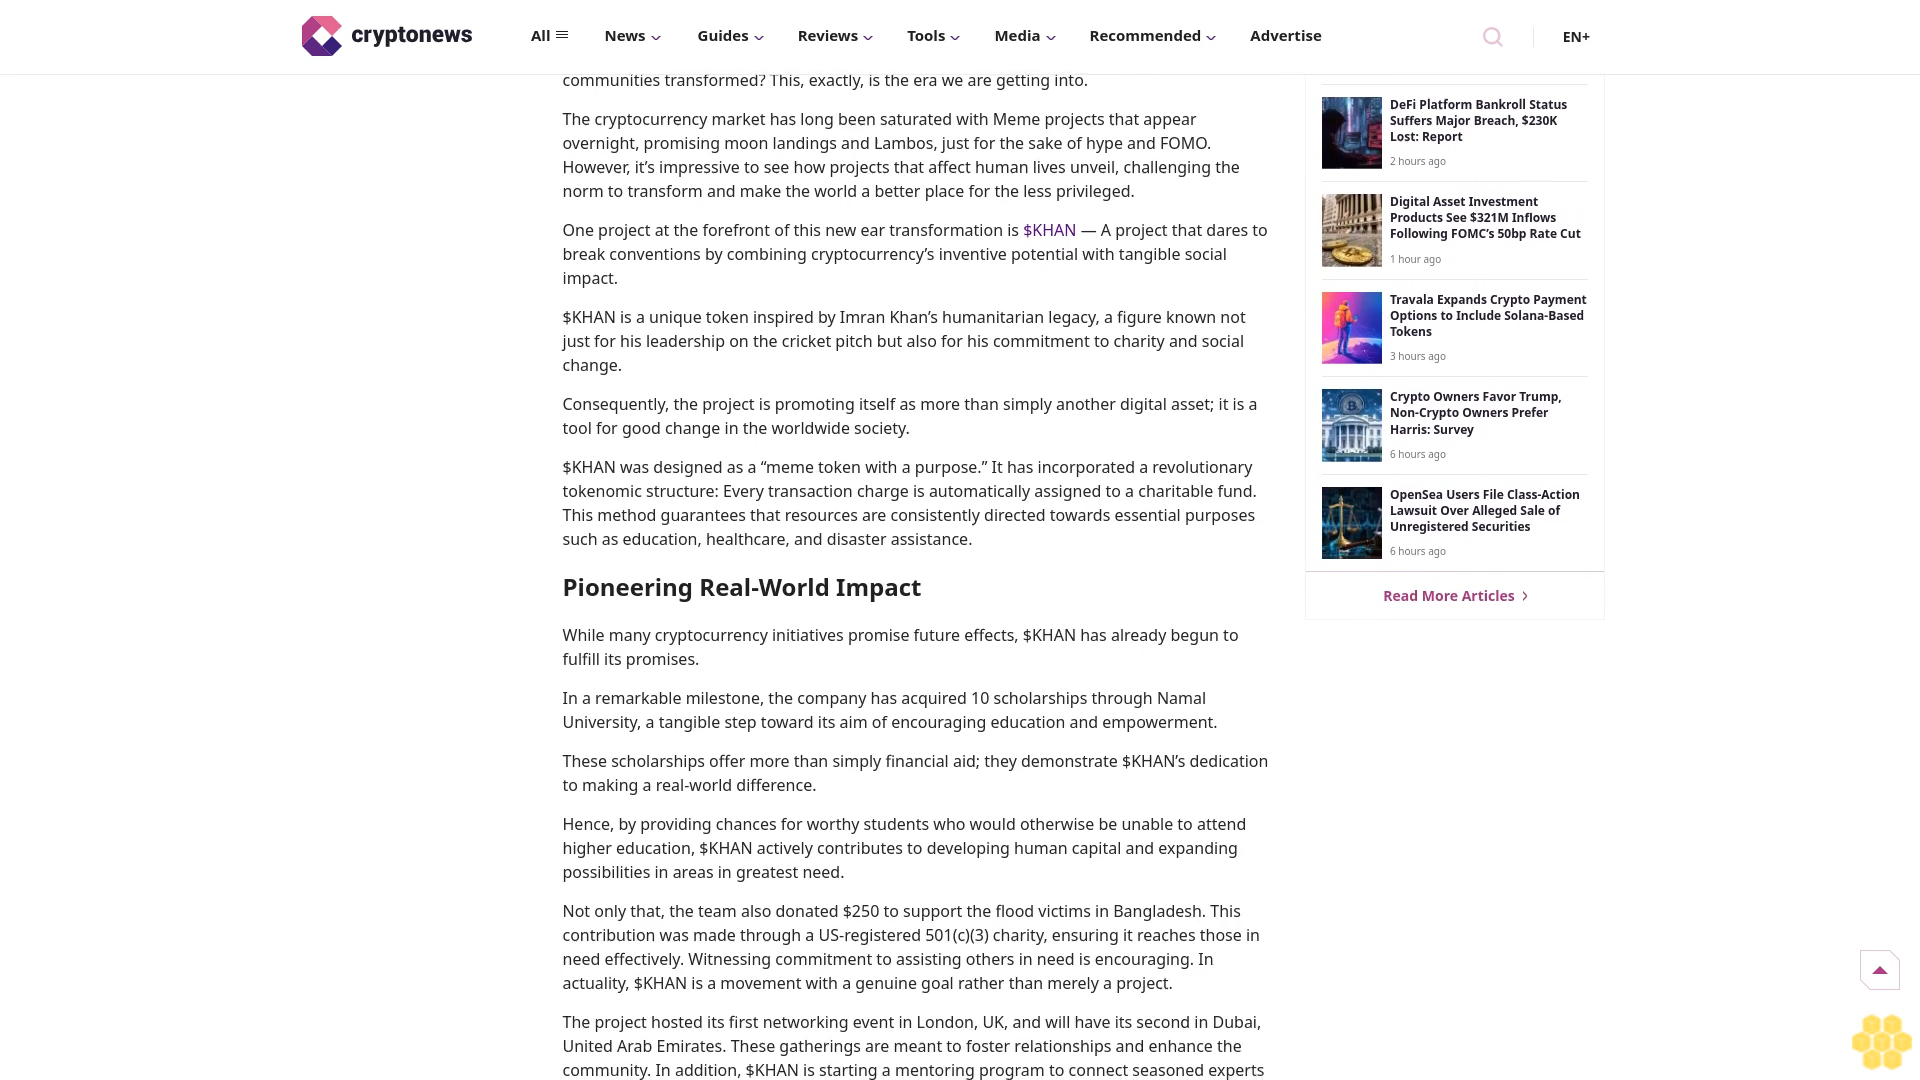 cryptonews
All
News
Guides
Reviews
Tools
Media
Recommended
Advertise
EN+
communities transformed? This, exactly, is the era we are getting into.
The cryptocurrency market has long been saturated with Meme projects that appear
overnight, promising moon landings and Lambos, just for the sake of hype and FOMO.
However, it’s impressive to see how projects that affect human lives unveil, challenging the
norm to transform and make the world a better place for the less privileged.
One project at the forefront of this new ear transformation is $KHAN — A project that dares to
break conventions by combining cryptocurrency’s inventive potential with tangible social
impact.
$KHAN is a unique token inspired by Imran Khan’s humanitarian legacy, a figure known not
just for his leadership on the cricket pitch but also for his commitment to charity and social
change.
Consequently, the project is promoting itself as more than simply another digital asset; it is a
tool for good change in the worldwide society.
$KHAN was designed as a “meme token with a purpose.” It has incorporated a revolutionary
tokenomic structure: Every transaction charge is automatically assigned to a charitable fund.
This method guarantees that resources are consistently directed towards essential purposes
such as education, healthcare, and disaster assistance.
Pioneering Real-World Impact
While many cryptocurrency initiatives promise future effects, $KHAN has already begun to
fulfill its promises.
In a remarkable milestone, the company has acquired 10 scholarships through Namal
University, a tangible step toward its aim of encouraging education and empowerment.
These scholarships offer more than simply financial aid; they demonstrate $KHAN’s dedication
to making a real-world difference.
Hence, by providing chances for worthy students who would otherwise be unable to attend
higher education, $KHAN actively contributes to developing human capital and expanding
possibilities in areas in greatest need.
Not only that, the team also donated $250 to support the flood victims in Bangladesh. This
contribution was made through a US-registered 501(c)(3) charity, ensuring it reaches those in
need effectively. Witnessing commitment to assisting others in need is encouraging. In
actuality, $KHAN is a movement with a genuine goal rather than merely a project.
The project hosted its first networking event in London, UK, and will have its second in Dubai,
United Arab Emirates. These gatherings are meant to foster relationships and enhance the
community. In addition, $KHAN is starting a mentoring program to connect seasoned experts
DeFi Platform Bankroll Status
Suffers Major Breach, $230K
Lost: Report
2 hours ago
Digital Asset Investment
Products See $321M Inflows
Following FOMC’s 50bp Rate Cut
1 hour ago
Travala Expands Crypto Payment
Options to Include Solana-Based
Tokens
3 hours ago
Crypto Owners Favor Trump,
Non-Crypto Owners Prefer
Harris: Survey
6 hours ago
OpenSea Users File Class-Action
Lawsuit Over Alleged Sale of
Unregistered Securities
6 hours ago
Read More Articles